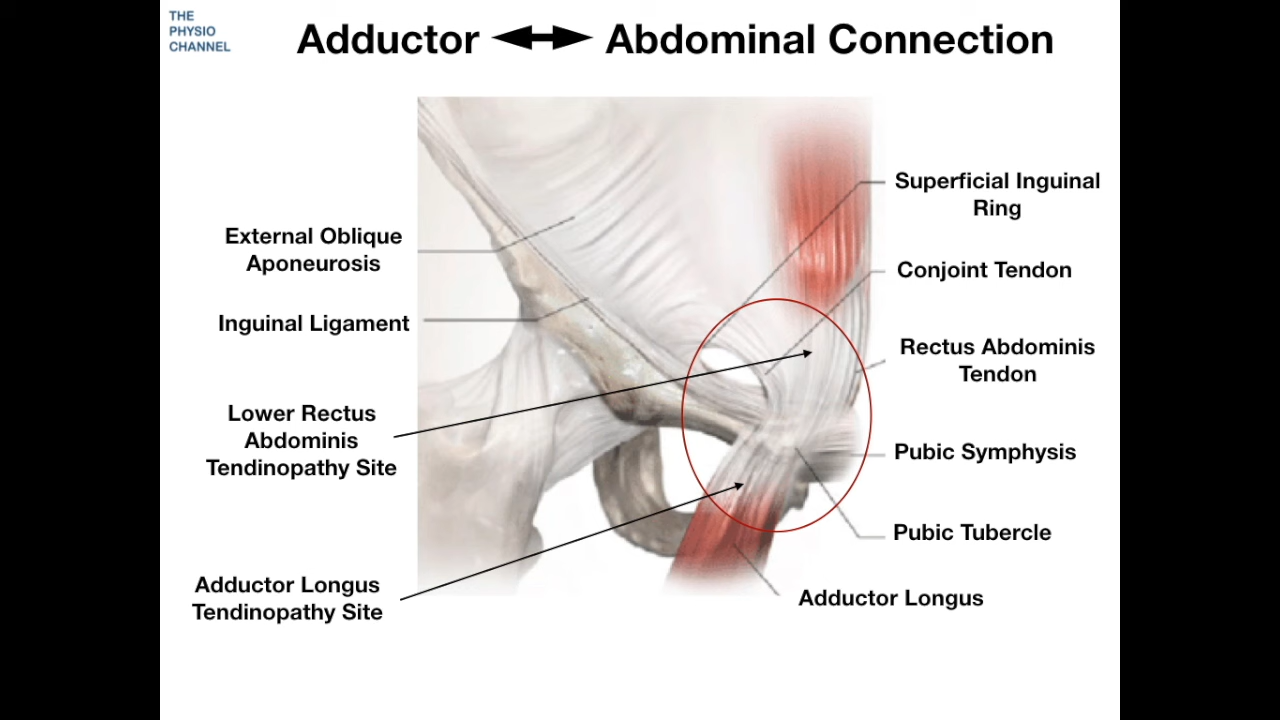 THE
PHYSIO
CHANNEL
Adductor ↔ Abdominal Connection
External Oblique
Aponeurosis
Inguinal Ligament
Lower Rectus
Abdominis
Tendinopathy Site
Adductor Longus
Tendinopathy Site
Superficial Inguinal
Ring
Conjoint Tendon
Rectus Abdominis
Tendon
Pubic Symphysis
Pubic Tubercle
Adductor Longus